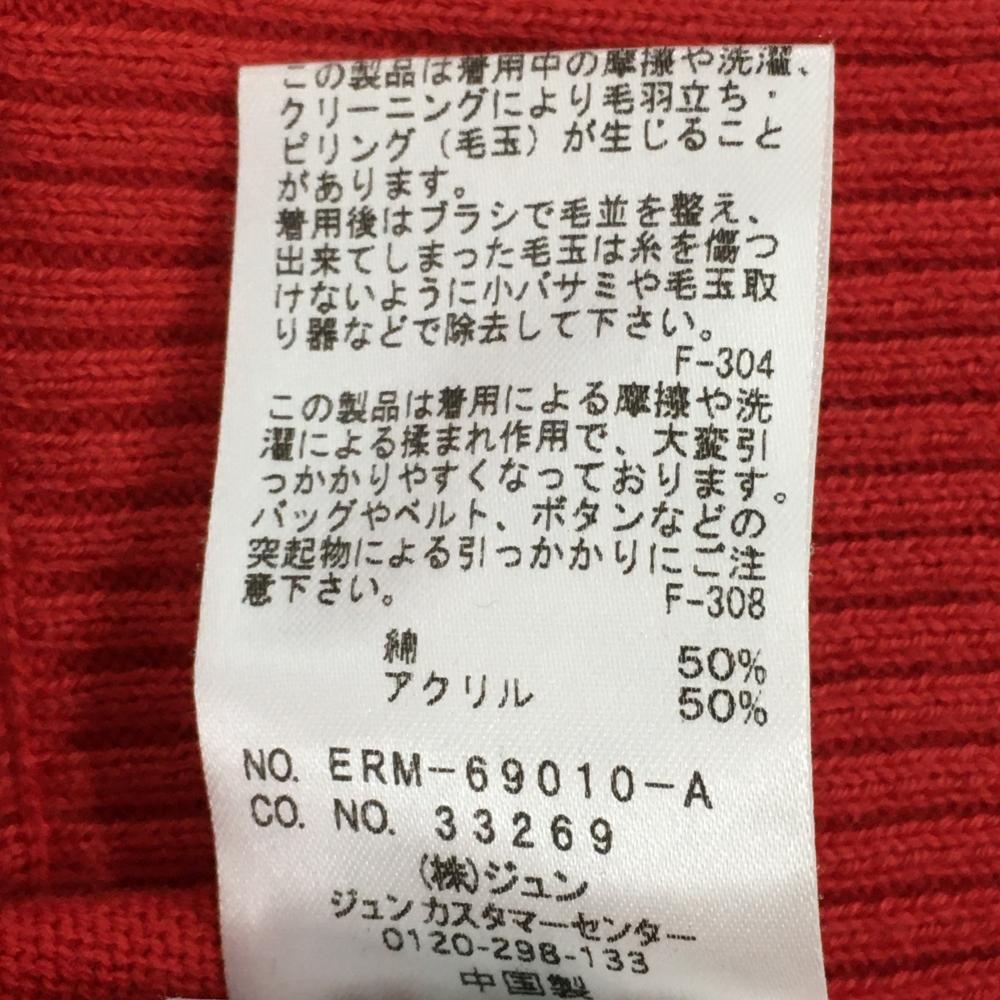 この製品は着用中の摩擦や洗濯、
クリーニングにより毛羽立ち・
ピリング（毛玉）が生じること
があります。
着用後はブラシで毛並を整え、
出来てしまった毛玉は糸を傷つ
けないように小バサミや毛玉取
り器などで除去して下さい。
F-304
この製品は着用による摩擦や洗
濯による揉まれ作用で、大変引
っかかりやすくなっております。
バッグやベルト、ボタンなどの
突起物による引っかかりにご注
意下さい。 F-308
綿 50%
アクリル 50%
NO. ERM-69010-A
CO. NO. 33269
(株)ジュン
ジュンカスタマーセンター
0120-298-133
中国製